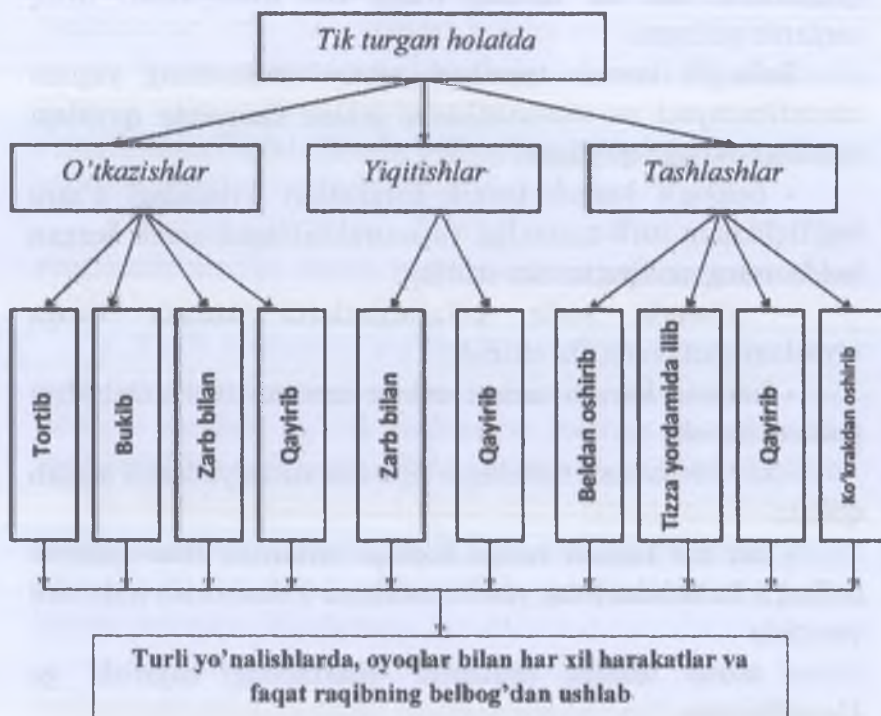 Tik turgan holatda
O'tkazishlar
Yiqitishlar
Tashlashlar
Tortib
Bukib
Zarb bilan
Qayirib
Zarb bilan
Qayirib
Beldan oshirib
Tizza yordamida ilib
Qayirib
Ko'krakdan oshirib
Turli yo'nalishlarda, oyoqlar bilan har xil harakatlar va
faqat raqibning belbog'dan ushlab